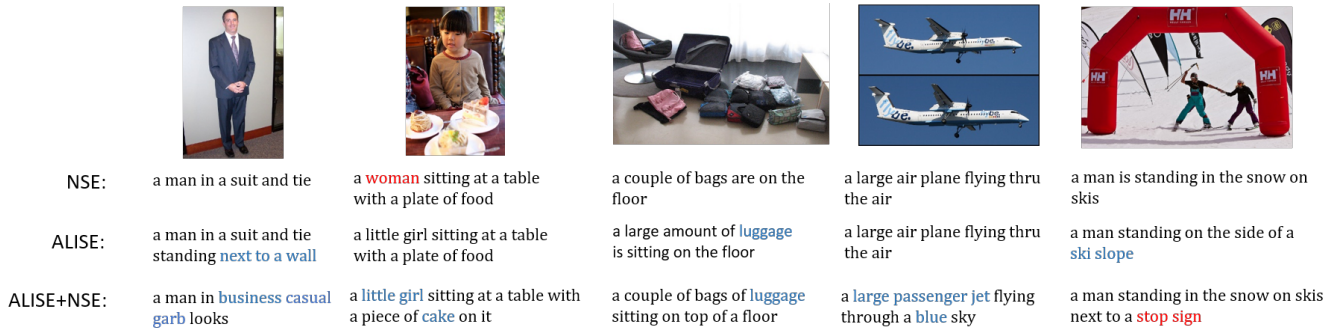 HH
HH
HH
be.
be.
NSE:
a man in a suit and tie
a woman sitting at a table
with a plate of food
a couple of bags are on the
floor
a large air plane flying thru
the air
a man is standing in the snow on
skis
ALISE:
a man in a suit and tie
standing next to a wall
a little girl sitting at a table
with a plate of food
a large amount of luggage
is sitting on the floor
a large air plane flying thru
the air
a man standing on the side of a
ski slope
ALISE+NSE:
a man in business casual
garb looks
a little girl sitting at a table with
a piece of cake on it
a couple of bags of luggage
sitting on top of a floor
a large passenger jet flying
through a blue sky
a man standing in the snow on skis
next to a stop sign